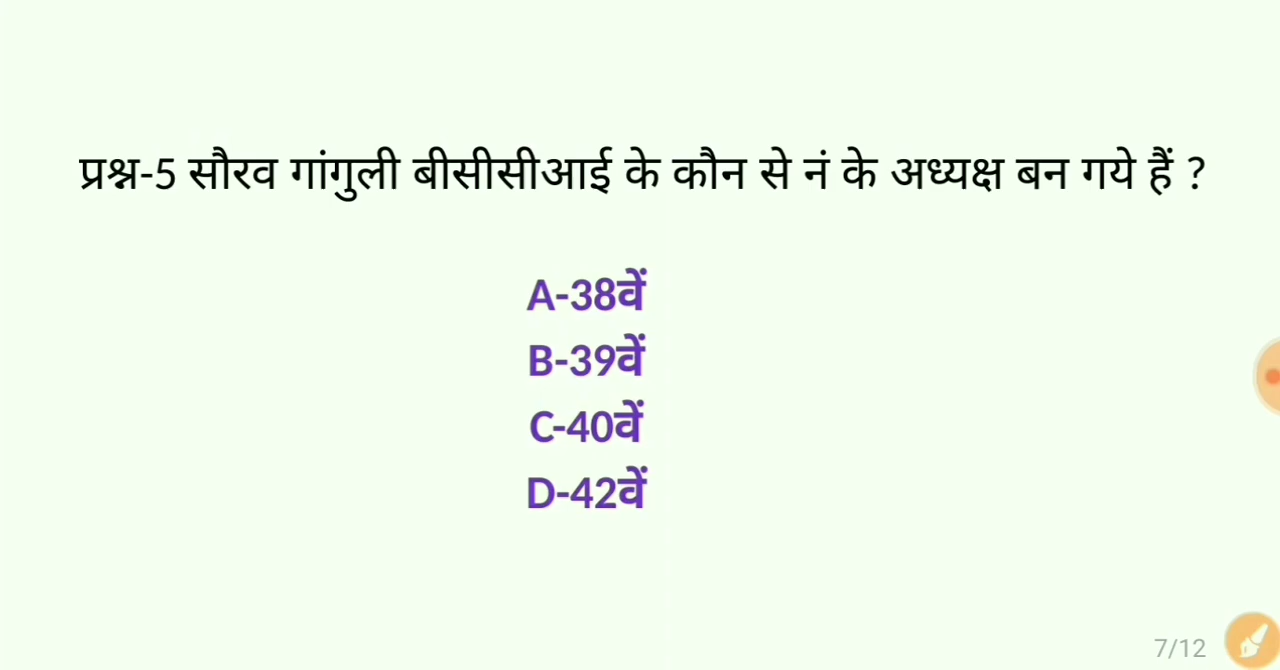 प्रश्न-5 सौरव गांगुली बीसीसीआई के कौन से नं के अध्यक्ष बन गये हैं ?
A-38वें
B-39वें
C-40वें
D-42वें
7/12